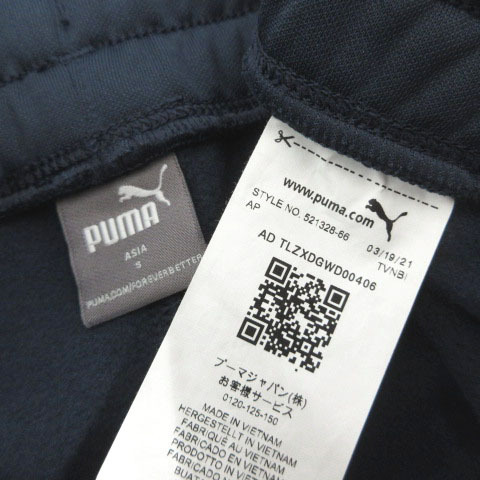 PUMA
ASIA
S
PUMA.COM/FOREVERBETTER
www.puma.com
STYLE NO. 521328-66
AP
03/19/21
AD TLZXDGWD00406
プーマジャパン(株)
お客様サービス
0120-125-150
MADE IN VIETNAM
HERGESTELLT IN VIETNAM
FABRIQUÉ AU VIETNAM
FABRICADO EN VIETNAM
PRODOTTO IN VIETNAM
FABRICADO NO